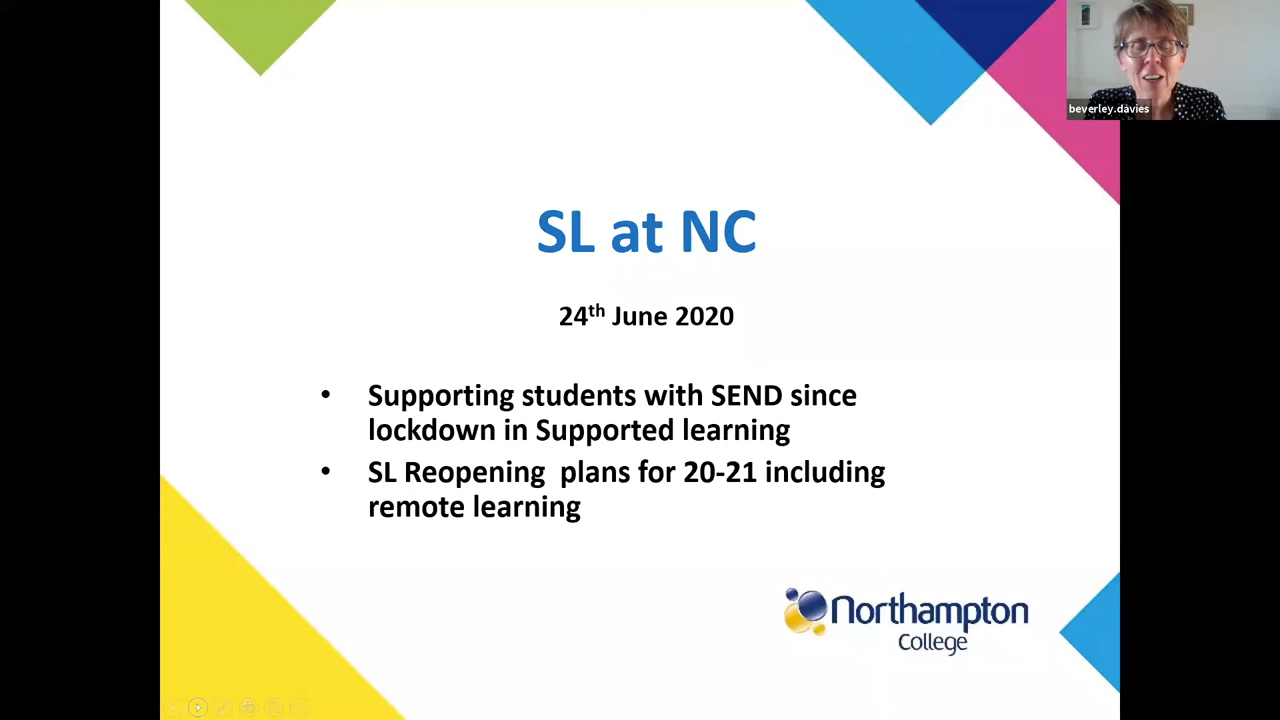 beverley.davies
SL at NC
24th June 2020
• Supporting students with SEND since
lockdown in Supported learning
• SL Reopening  plans for 20-21 including
remote learning
Northampton
College